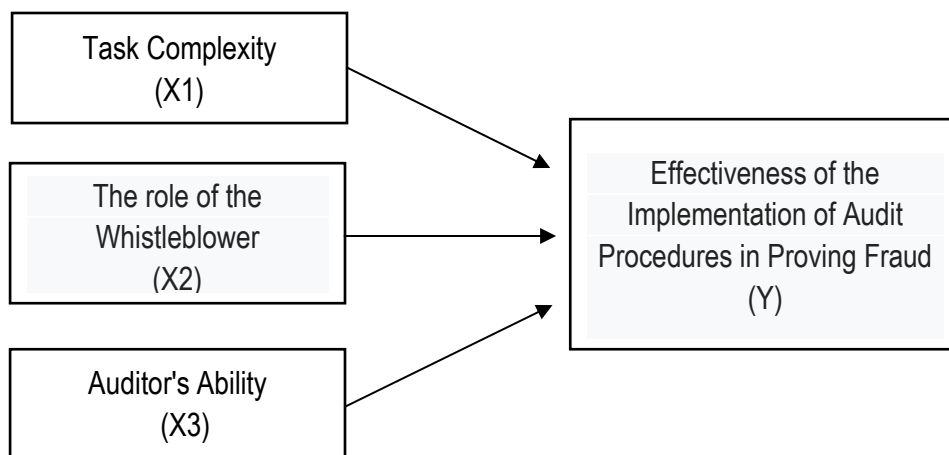 Task Complexity
(X1)
The role of the
Whistleblower
(X2)
Auditor's Ability
(X3)
Effectiveness of the
Implementation of Audit
Procedures in Proving Fraud
(Y)